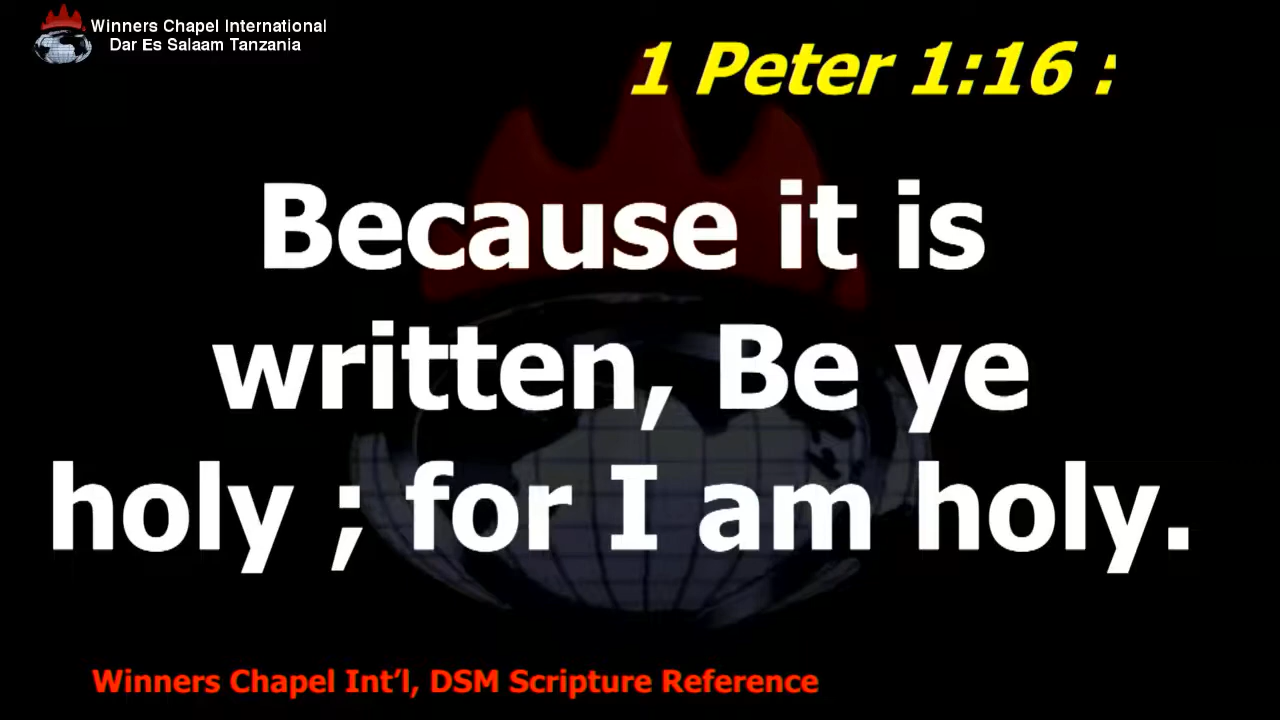 Winners Chapel International
Dar Es Salaam Tanzania
1 Peter 1:16 :
Because it is
written, Be ye
holy ; for I am holy.
Winners Chapel Int’l, DSM Scripture Reference